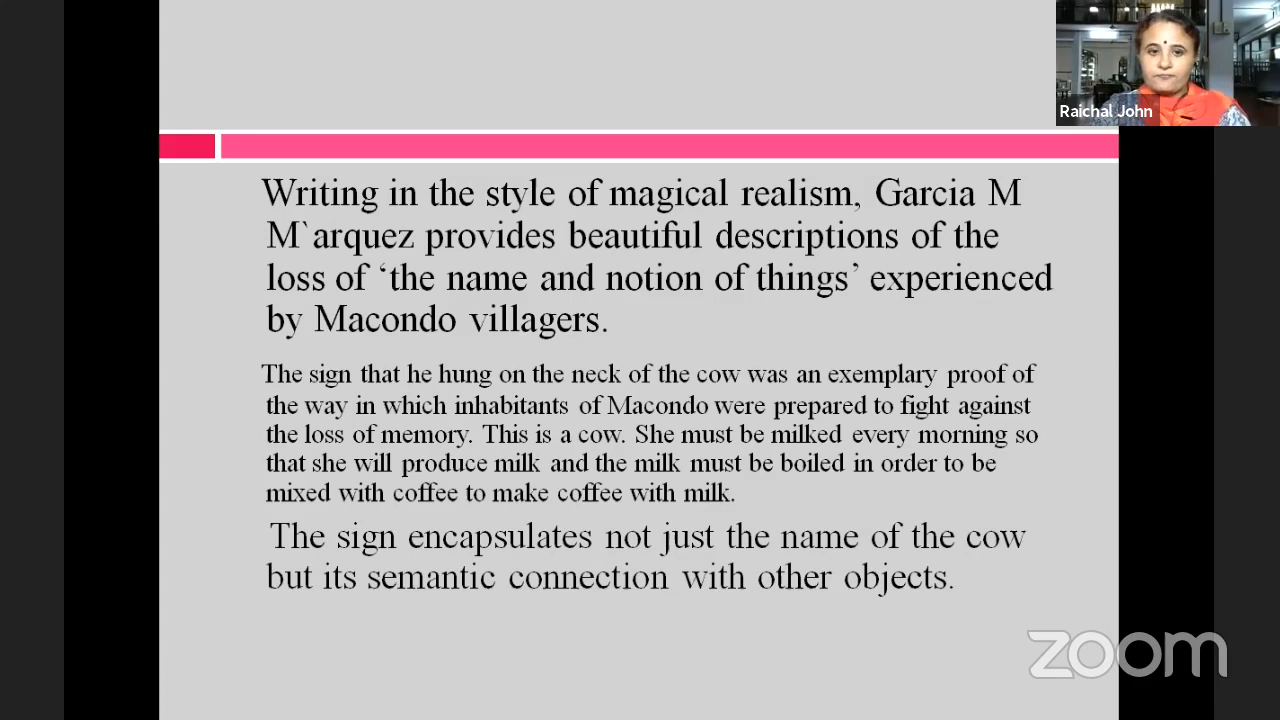 Raichal John
Writing in the style of magical realism, Garcia M
M`arquez provides beautiful descriptions of the
loss of ‘the name and notion of things’ experienced
by Macondo villagers.
The sign that he hung on the neck of the cow was an exemplary proof of
the way in which inhabitants of Macondo were prepared to fight against
the loss of memory. This is a cow. She must be milked every morning so
that she will produce milk and the milk must be boiled in order to be
mixed with coffee to make coffee with milk.
The sign encapsulates not just the name of the cow
but its semantic connection with other objects.
zoom